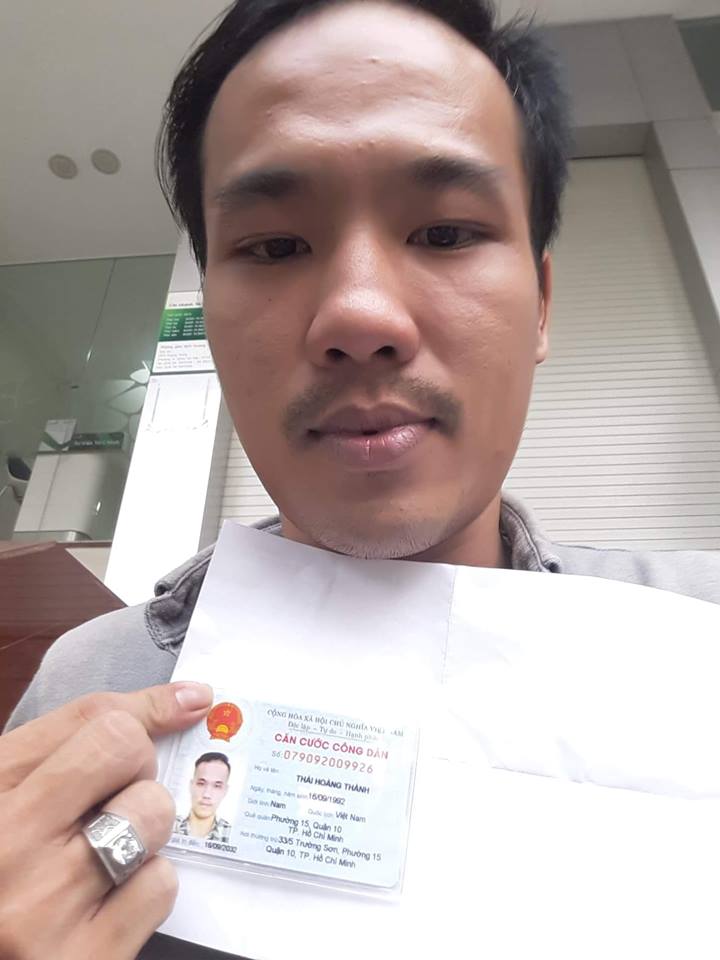 CỘNG HÒA XÃ HỘI CHỦ NGHĨA VIỆT NAM
Độc lập - Tự do - Hạnh phúc
CĂN CƯỚC CÔNG DÂN
Số: 079092009926
Họ và tên:
THÁI HOÀNG THÀNH
Ngày, tháng, năm sinh: 16/09/1992
Giới tính: Nam Quốc tịch: Việt Nam
Quê quán: Phường 15, Quận 10
TP. Hồ Chí Minh
Nơi thường trú: 33/5 Trường Sơn, Phường 15
Quận 10, TP. Hồ Chí Minh
giá trị đến: 16/09/2032